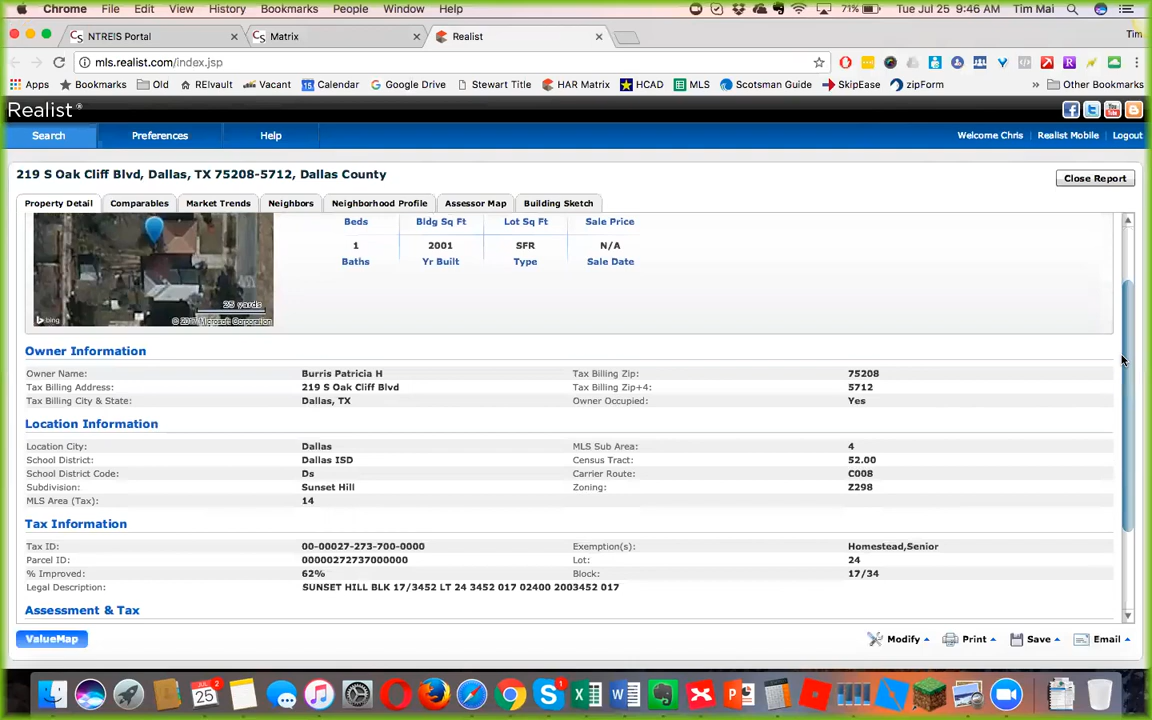 Chrome File Edit View History Bookmarks People Window Help 71% Tue Jul 25 9:46 AM Tim Mai
NTREIS Portal Matrix Realist Tim
mls.realist.com/index.jsp
Apps Bookmarks Old REIvault Vacant Calendar Google Drive Stewart Title HAR Matrix HCAD MLS Scotsman Guide SkipEase zipForm » Other Bookmarks
Realist
Search Preferences Help Welcome Chris Realist Mobile Logout
219 S Oak Cliff Blvd, Dallas, TX 75208-5712, Dallas County
Close Report
Property Detail Comparables Market Trends Neighbors Neighborhood Profile Assessor Map Building Sketch
Beds Bldg Sq Ft Lot Sq Ft Sale Price
1 2001 SFR N/A
Baths Yr Built Type Sale Date
25 yards
bing Microsoft Corporation
Owner Information
Owner Name: Burris Patricia H Tax Billing Zip: 75208
Tax Billing Address: 219 S Oak Cliff Blvd Tax Billing Zip+4: 5712
Tax Billing City & State: Dallas, TX Owner Occupied: Yes
Location Information
Location City: Dallas MLS Sub Area: 4
School District: Dallas ISD Census Tract: 52.00
School District Code: Ds Carrier Route: C008
Subdivision: Sunset Hill Zoning: Z298
MLS Area (Tax): 14
Tax Information
Tax ID: 00-00027-273-700-0000 Exemption(s): Homestead,Senior
Parcel ID: 00000272737000000 Lot: 24
% Improved: 62% Block: 17/34
Legal Description: SUNSET HILL BLK 17/3452 LT 24 3452 017 02400 2003452 017
Assessment & Tax
ValueMap Modify Print Save Email